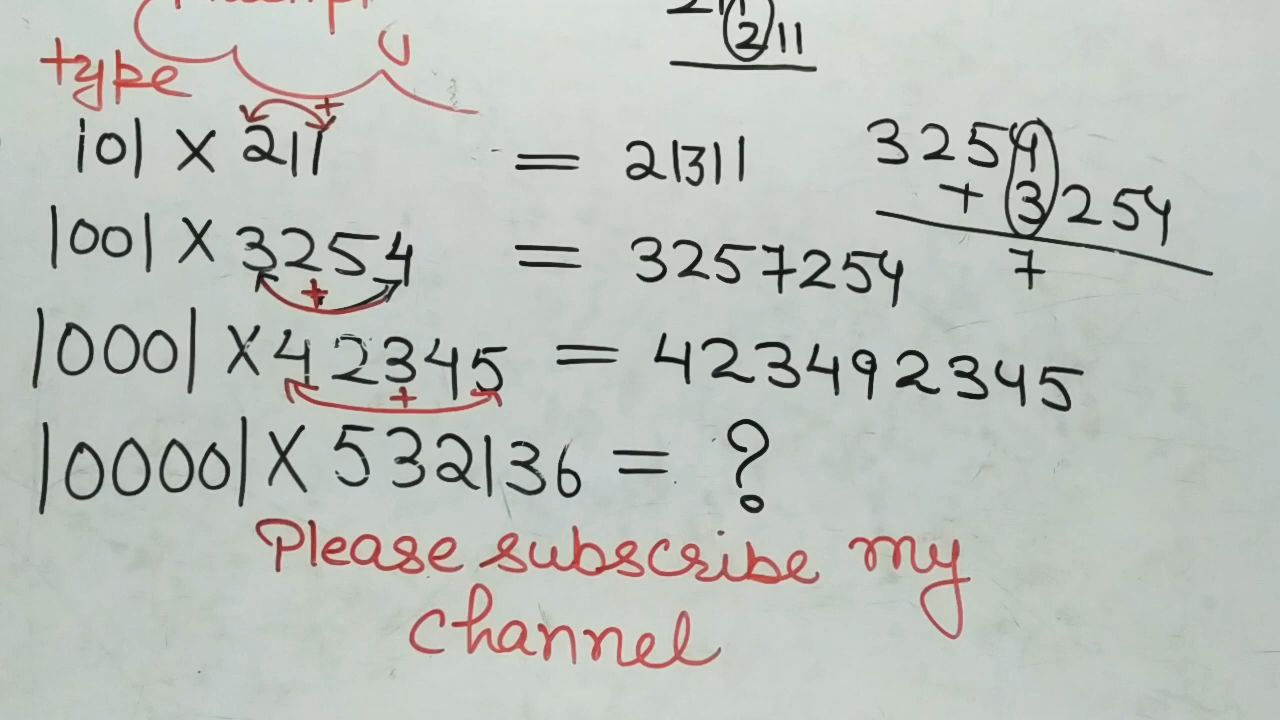 type
211
101 × 211 = 21311
3254
+ 3254
7
1001 × 3254 = 3257254
+
10001 × 42345 = 423492345
+
100001 × 532136 = ?
Please subscribe my
channel